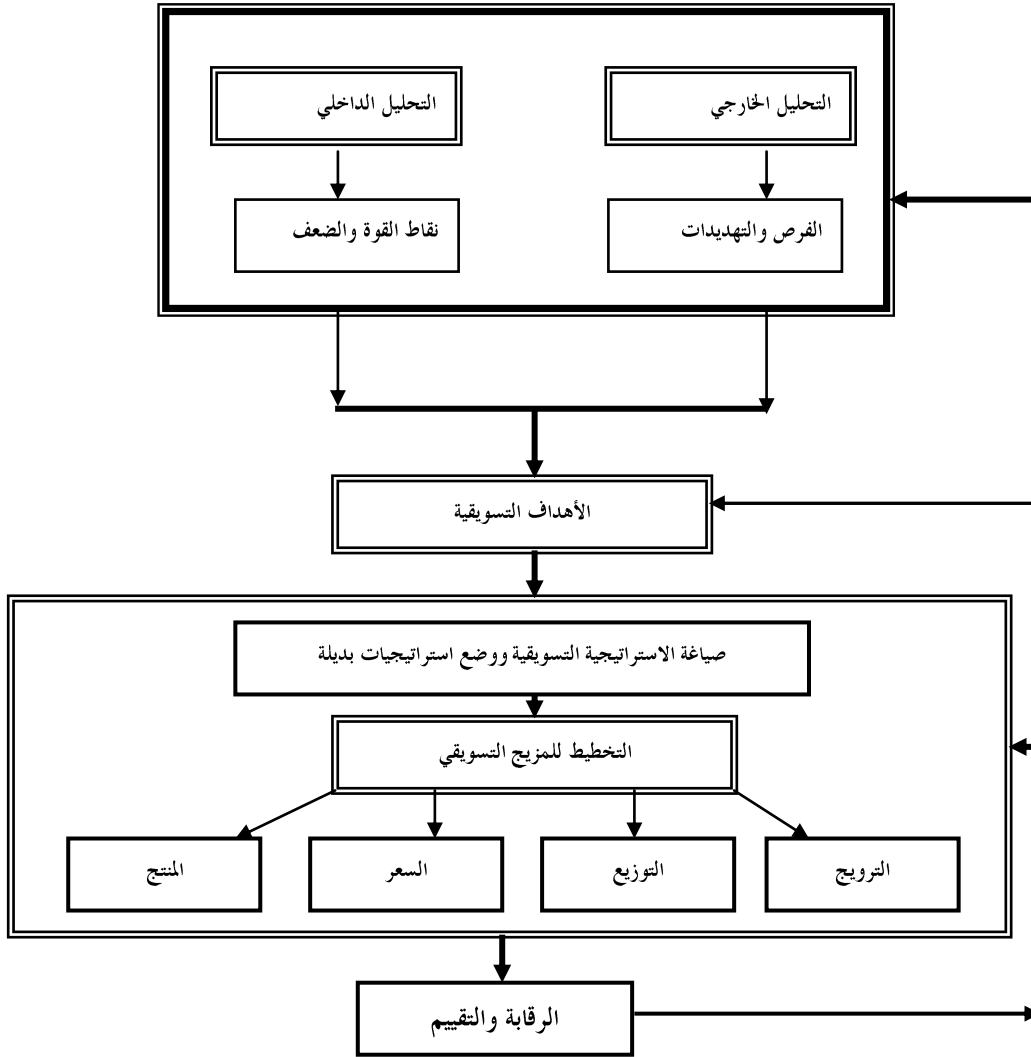 التحليل الخارجي
التحليل الداخلي
الفرص والتهديدات
نقاط القوة والضعف
الأهداف التسويقية
صياغة الاستراتيجية التسويقية ووضع استراتيجيات بديلة
التخطيط للمزيج التسويقي
الترويج
التوزيع
السعر
المنتج
الرقابة والتقييم